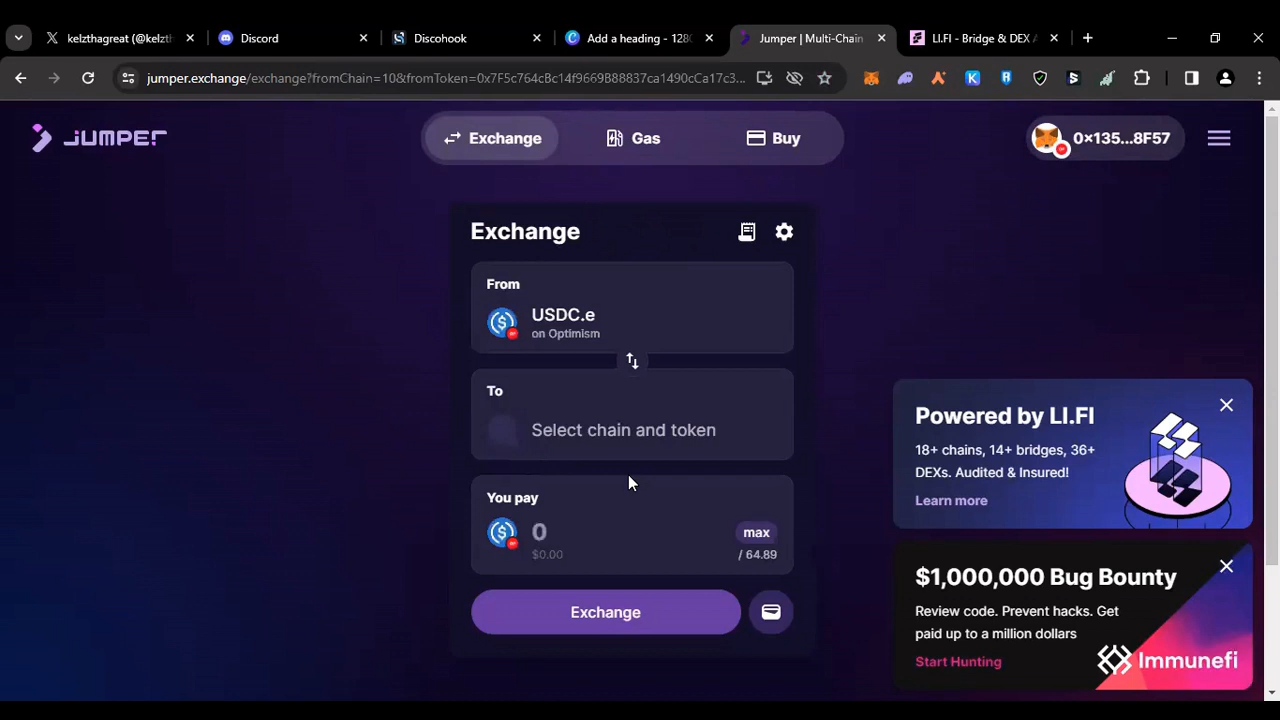 kelzthagreat (@kelzth
Discord
Discohook
Add a heading - 128(
Jumper | Multi-Chain
LI.FI - Bridge & DEX A
jumper.exchange/exchange?fromChain=10&fromToken=0x7F5c764cBc14f9669B88837ca1490cCa17c3...
JUMPER
Exchange
Gas
Buy
0×135...8F57
Exchange
From
USDC.e
on Optimism
To
Select chain and token
You pay
0
max
$0.00
/ 64.89
Exchange
Powered by LI.FI
18+ chains, 14+ bridges, 36+
DEXs. Audited & Insured!
Learn more
$1,000,000 Bug Bounty
Review code. Prevent hacks. Get
paid up to a million dollars
Start Hunting
Immunefi